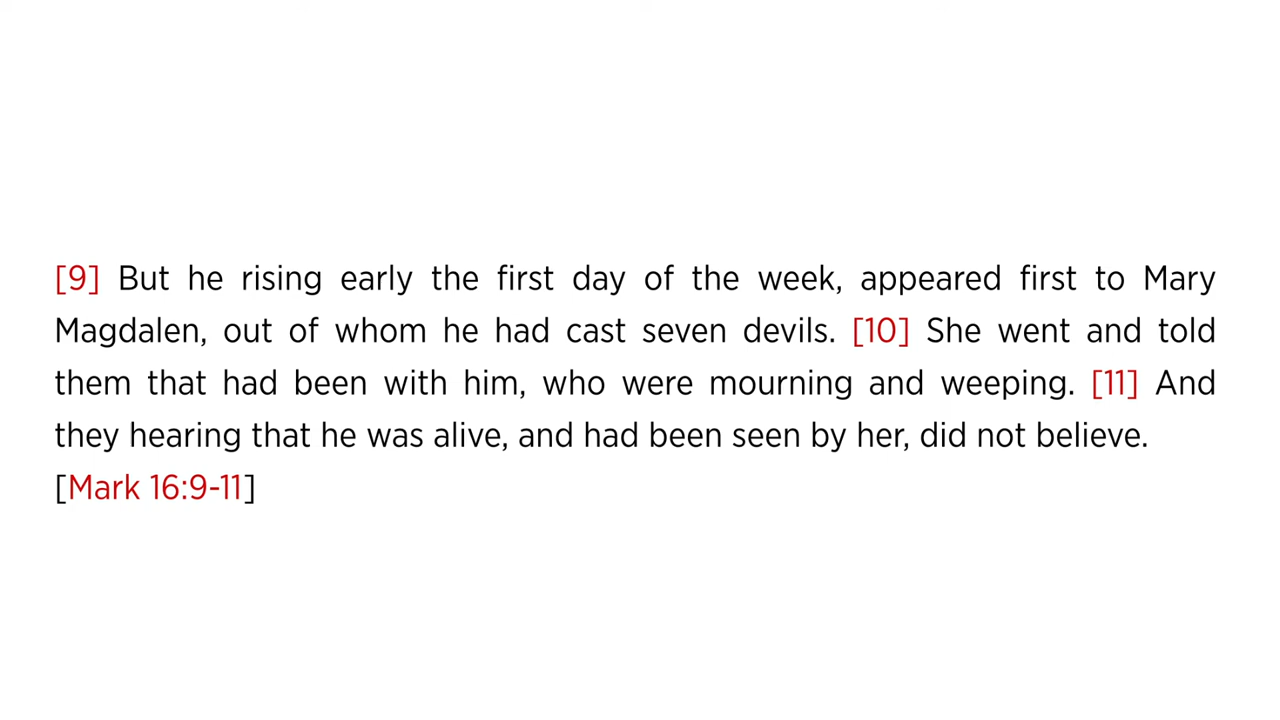 [9] But he rising early the first day of the week, appeared first to Mary
Magdalen, out of whom he had cast seven devils. [10] She went and told
them that had been with him, who were mourning and weeping. [11] And
they hearing that he was alive, and had been seen by her, did not believe.
[Mark 16:9-11]